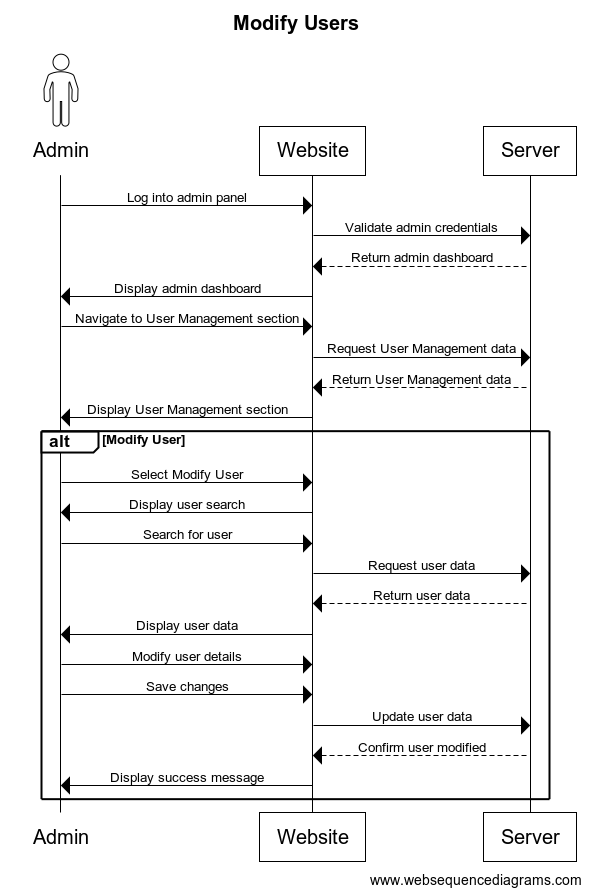 Modify Users
Admin
Website
Server
Log into admin panel
Validate admin credentials
Return admin dashboard
Display admin dashboard
Navigate to User Management section
Request User Management data
Return User Management data
Display User Management section
alt [Modify User]
Select Modify User
Display user search
Search for user
Request user data
Return user data
Display user data
Modify user details
Save changes
Update user data
Confirm user modified
Display success message
Admin
Website
Server
www.websequencediagrams.com